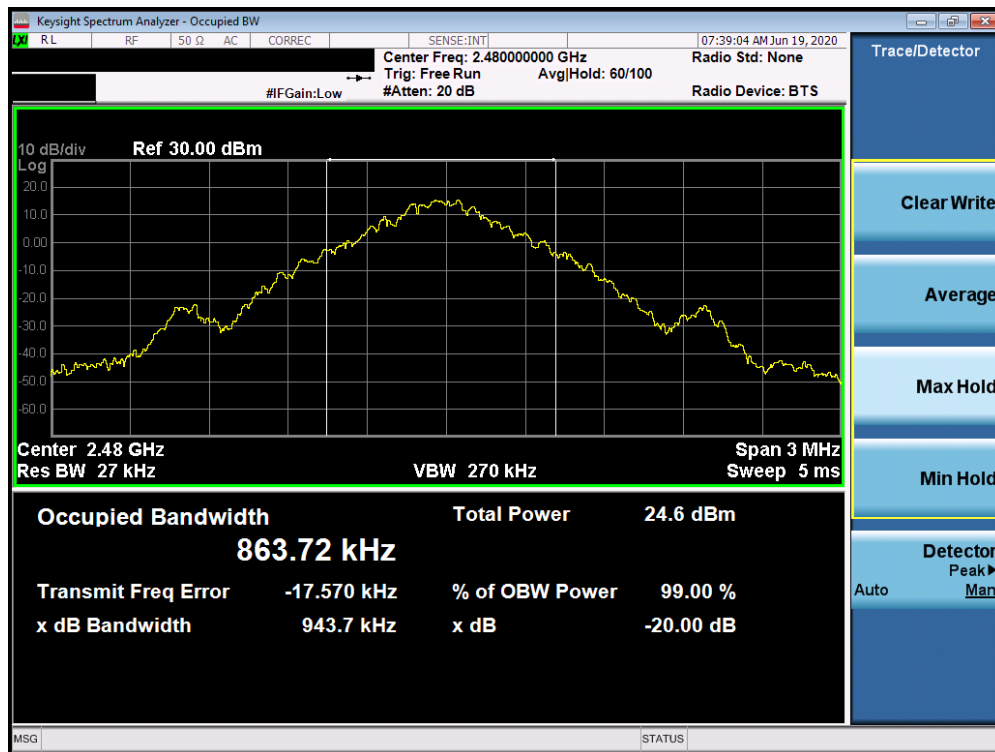 Keysight Spectrum Analyzer - Occupied BW
LXI RL RF 50 Ω AC CORREC SENSE:INT 07:39:04 AM Jun 19, 2020
Center Freq: 2.480000000 GHz Radio Std: None
Trig: Free Run Avg|Hold: 60/100
#IFGain:Low #Atten: 20 dB Radio Device: BTS
10 dB/div Ref 30.00 dBm
Log
20.0
10.0
0.00
-10.0
-20.0
-30.0
-40.0
-50.0
-60.0
Center 2.48 GHz Span 3 MHz
Res BW 27 kHz VBW 270 kHz Sweep 5 ms
Occupied Bandwidth Total Power 24.6 dBm
863.72 kHz
Transmit Freq Error -17.570 kHz % of OBW Power 99.00 %
x dB Bandwidth 943.7 kHz x dB -20.00 dB
MSG STATUS
Trace/Detector
Clear Write
Average
Max Hold
Min Hold
Detector
Peak▶
Auto Man